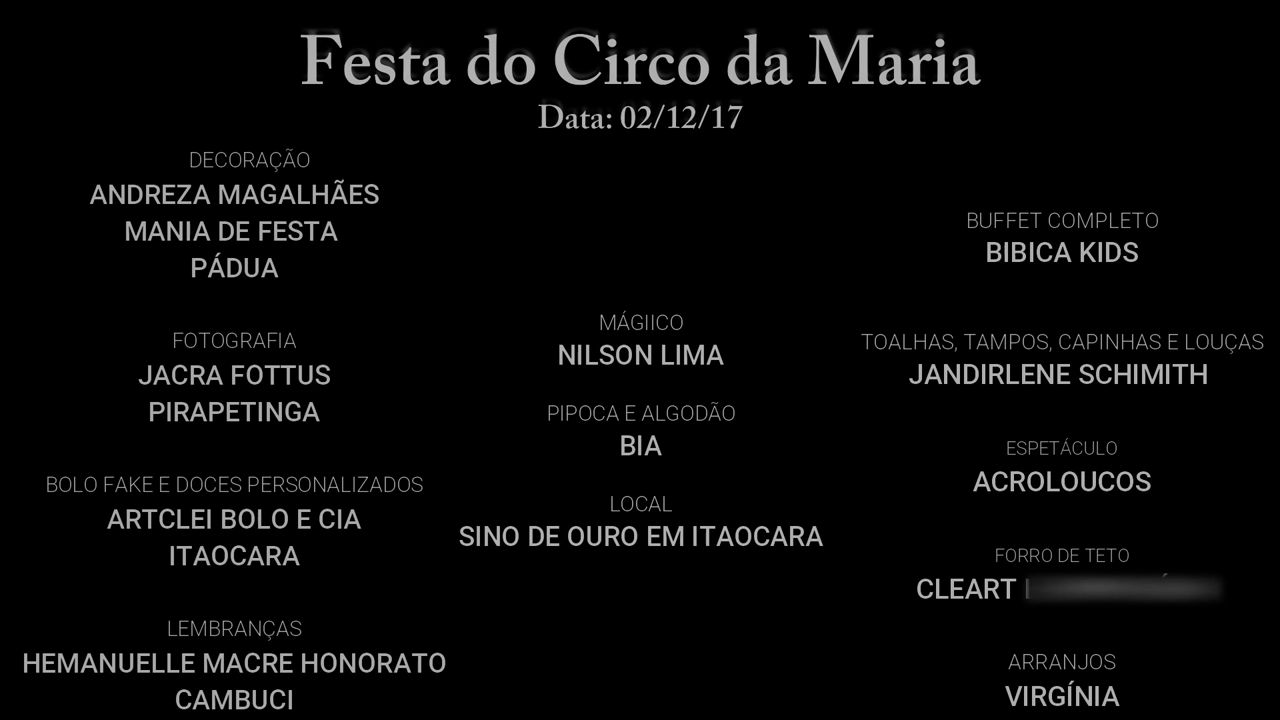 Festa do Circo da Maria
Data: 02/12/17
DECORAÇÃO
ANDREZA MAGALHÃES
MANIA DE FESTA
PÁDUA
FOTOGRAFIA
JACRA FOTTUS
PIRAPETINGA
BOLO FAKE E DOCES PERSONALIZADOS
ARTCLEI BOLO E CIA
ITAOCARA
LEMBRANÇAS
HEMANUELLE MACRE HONORATO
CAMBUCI
MÁGIICO
NILSON LIMA
PIPOCA E ALGODÃO
BIA
LOCAL
SINO DE OURO EM ITAOCARA
BUFFET COMPLETO
BIBICA KIDS
TOALHAS, TAMPOS, CAPINHAS E LOUÇAS
JANDIRLENE SCHIMITH
ESPETÁCULO
ACROLOUCOS
FORRO DE TETO
CLEART
ARRANJOS
VIRGÍNIA